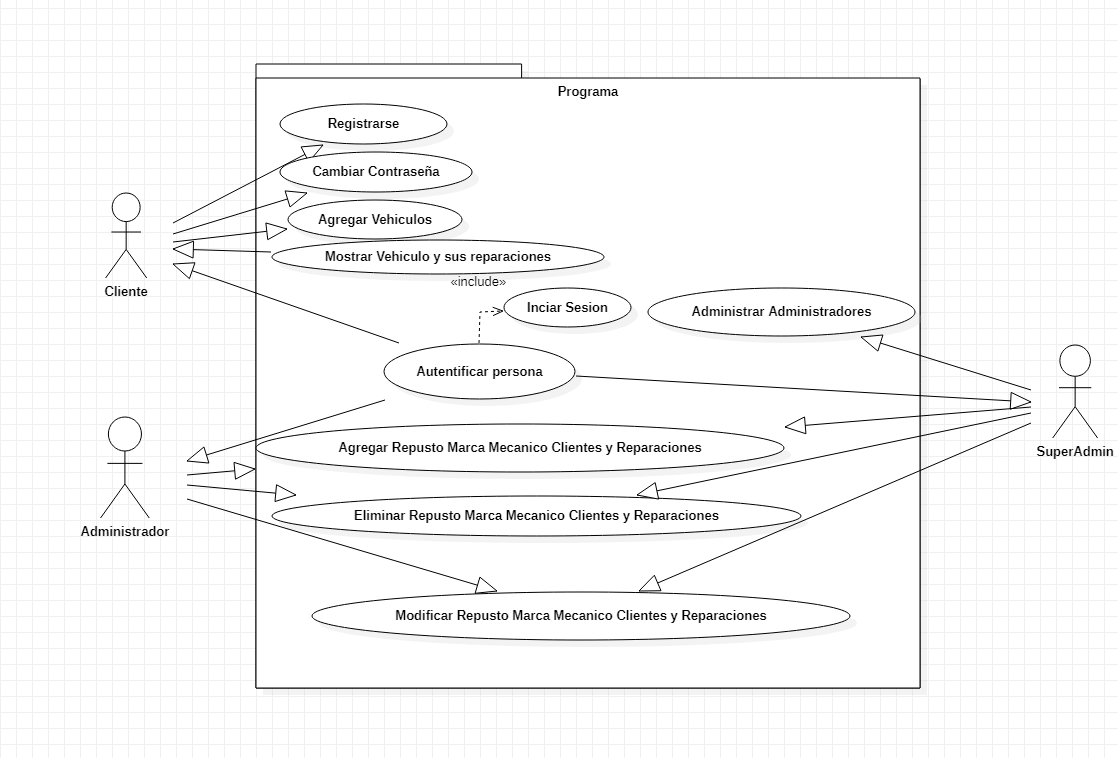 Programa
Registrarse
Cambiar Contraseña
Agregar Vehiculos
Mostrar Vehiculo y sus reparaciones
«include»
Inciar Sesion
Administrar Administradores
Autentificar persona
Agregar Repusto Marca Mecanico Clientes y Reparaciones
Eliminar Repusto Marca Mecanico Clientes y Reparaciones
Modificar Repusto Marca Mecanico Clientes y Reparaciones
Cliente
Administrador
SuperAdmin